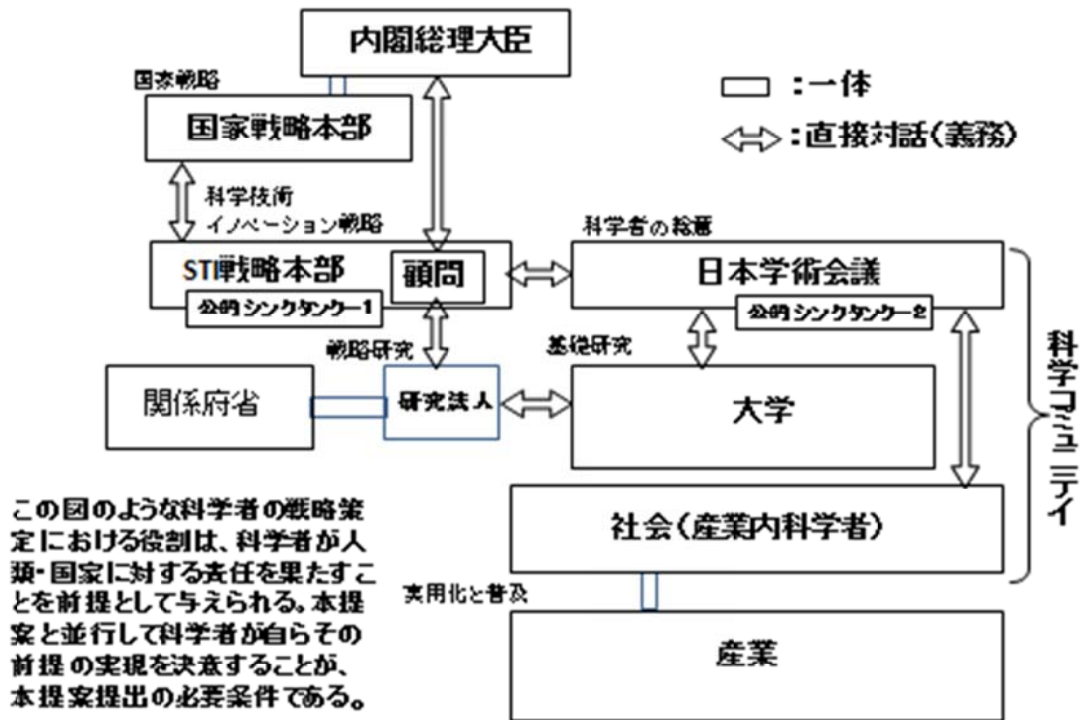 内閣総理大臣
国家戦略
国家戦略本部
：一体
：直接対話（義務）
科学技術
イノベーション戦略
科学者の総意
STI戦略本部
顧問
日本学術会議
公的シンクタンクー1
公的シンクタンクー2
戦略研究
基礎研究
関係府省
研究法人
大学
科学コミュニティ
社会（産業内科学者）
実用化と普及
産業
この図のような科学者の戦略策
定における役割は、科学者が人
類・国家に対する責任を果たすこ
とを前提として与えられる。本提
案と並行して科学者が自らその
前提の実現を決意することが、
本提案提出の必要条件である。